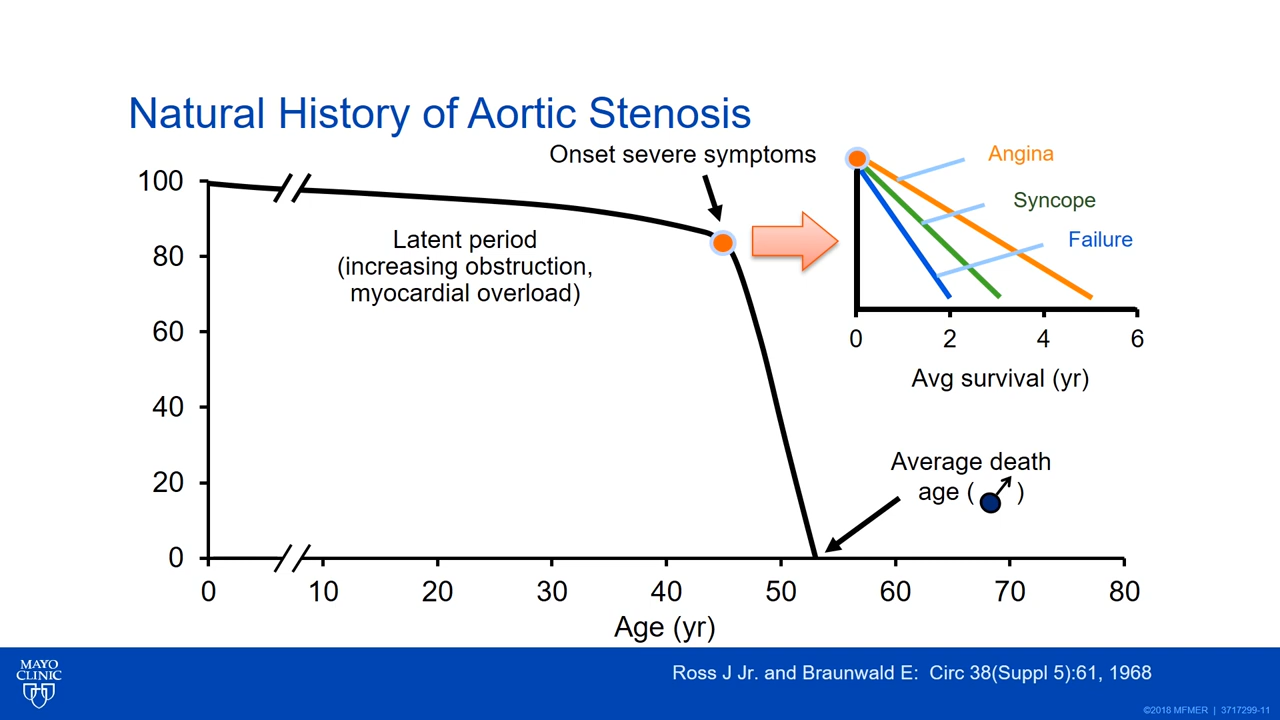 Natural History of Aortic Stenosis
Onset severe symptoms
Angina
Syncope
Failure
100
80
60
40
20
0
Latent period
(increasing obstruction,
myocardial overload)
0 2 4 6
Avg survival (yr)
Average death
age ( )
0 10 20 30 40 50 60 70 80
Age (yr)
MAYO
CLINIC
Ross J Jr. and Braunwald E: Circ 38(Suppl 5):61, 1968
©2018 MFMER | 3717299-11